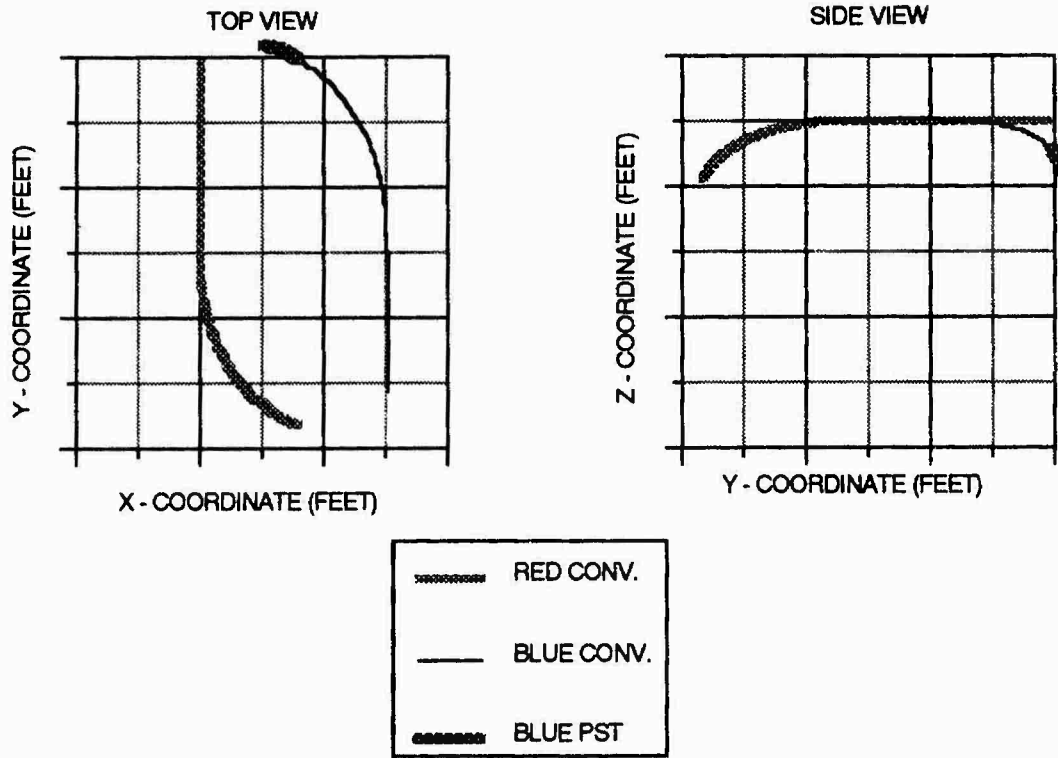 TOP VIEW
Y - COORDINATE (FEET)
X - COORDINATE (FEET)
SIDE VIEW
Z - COORDINATE (FEET)
Y - COORDINATE (FEET)
RED CONV.
BLUE CONV.
BLUE PST